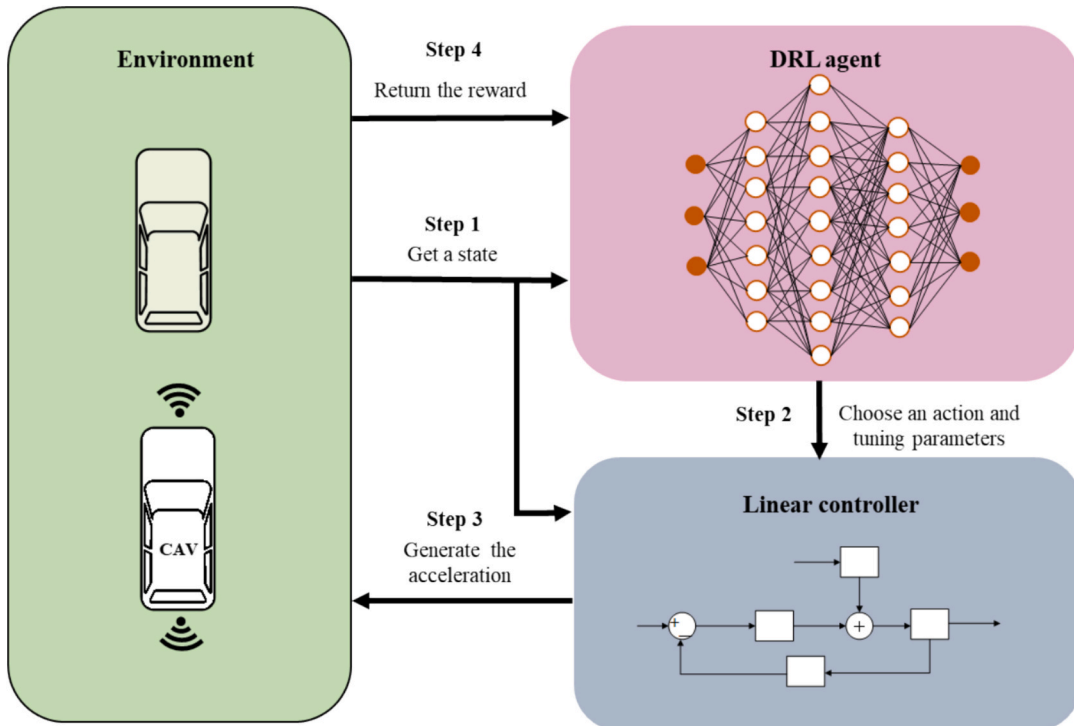 Environment
Step 4
Return the reward
DRL agent
Step 1
Get a state
Step 2
Choose an action and
tuning parameters
Step 3
Generate the
acceleration
Linear controller
CAV
+
−
+